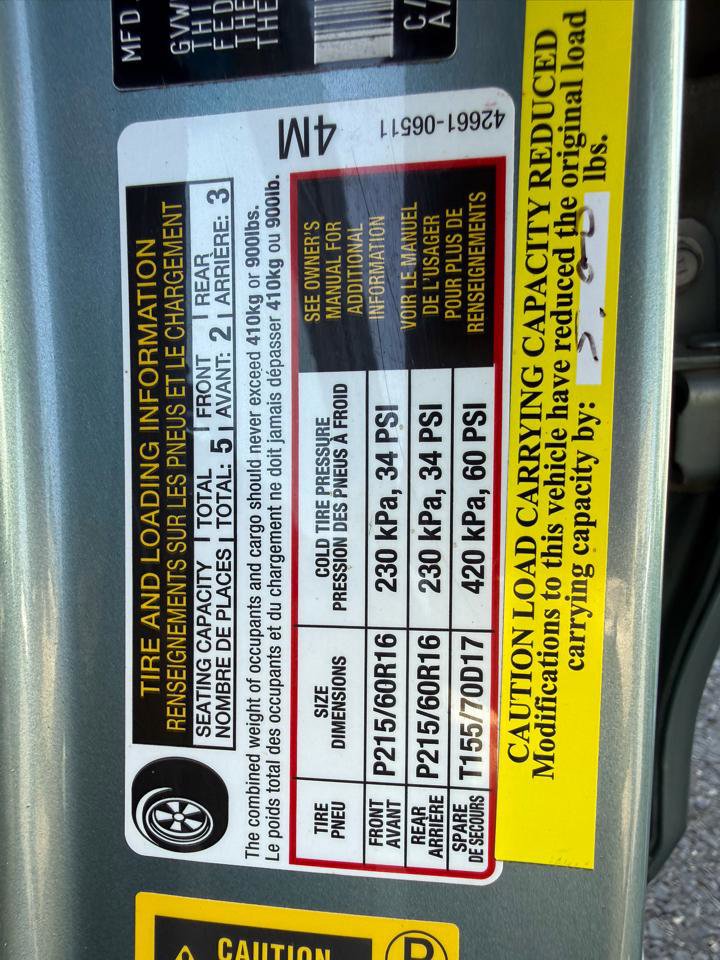 MFD
GVW
THI
FED
THE
THE
C/
A/
4M
42661-06511
TIRE AND LOADING INFORMATION
RENSEIGNEMENTS SUR LES PNEUS ET LE CHARGEMENT
SEATING CAPACITY TOTAL FRONT REAR
NOMBRE DE PLACES TOTAL: 5 AVANT: 2 ARRIÈRE: 3
The combined weight of occupants and cargo should never exceed 410kg or 900lbs.
Le poids total des occupants et du chargement ne doit jamais dépasser 410kg ou 900lb.
TIRE SIZE COLD TIRE PRESSURE
PNEU DIMENSIONS PRESSION DES PNEUS À FROID
FRONT
AVANT P215/60R16 230 kPa, 34 PSI
REAR
ARRIÈRE P215/60R16 230 kPa, 34 PSI
SPARE
DE SECOURS T155/70D17 420 kPa, 60 PSI
SEE OWNER'S
MANUAL FOR
ADDITIONAL
INFORMATION
VOIR LE MANUEL
DE L'USAGER
POUR PLUS DE
RENSEIGNEMENTS
CAUTION LOAD CARRYING CAPACITY REDUCED
Modifications to this vehicle have reduced the original load
carrying capacity by: lbs.
CAUTION